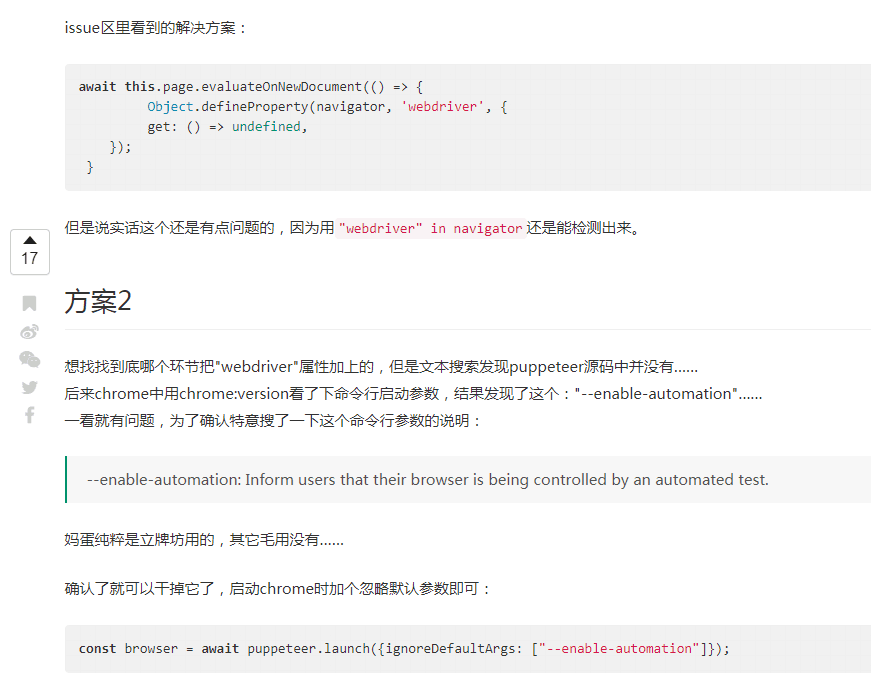 issue区里看到的解决方案：
await this.page.evaluateOnNewDocument(() => {
        Object.defineProperty(navigator, 'webdriver', {
        get: () => undefined,
    });
 }
但是说实话这个还是有点问题的，因为用 "webdriver" in navigator 还是能检测出来。
17
方案2
想找找到底哪个环节把"webdriver"属性加上的，但是文本搜索发现puppeteer源码中并没有......
后来chrome中用chrome:version看了下命令行启动参数，结果发现了这个："--enable-automation"......
一看就有问题，为了确认特意搜了一下这个命令行参数的说明：
--enable-automation: Inform users that their browser is being controlled by an automated test.
妈蛋纯粹是立牌坊用的，其它毛用没有......
确认了就可以干掉它了，启动chrome时加个忽略默认参数即可：
const browser = await puppeteer.launch({ignoreDefaultArgs: ["--enable-automation"]});